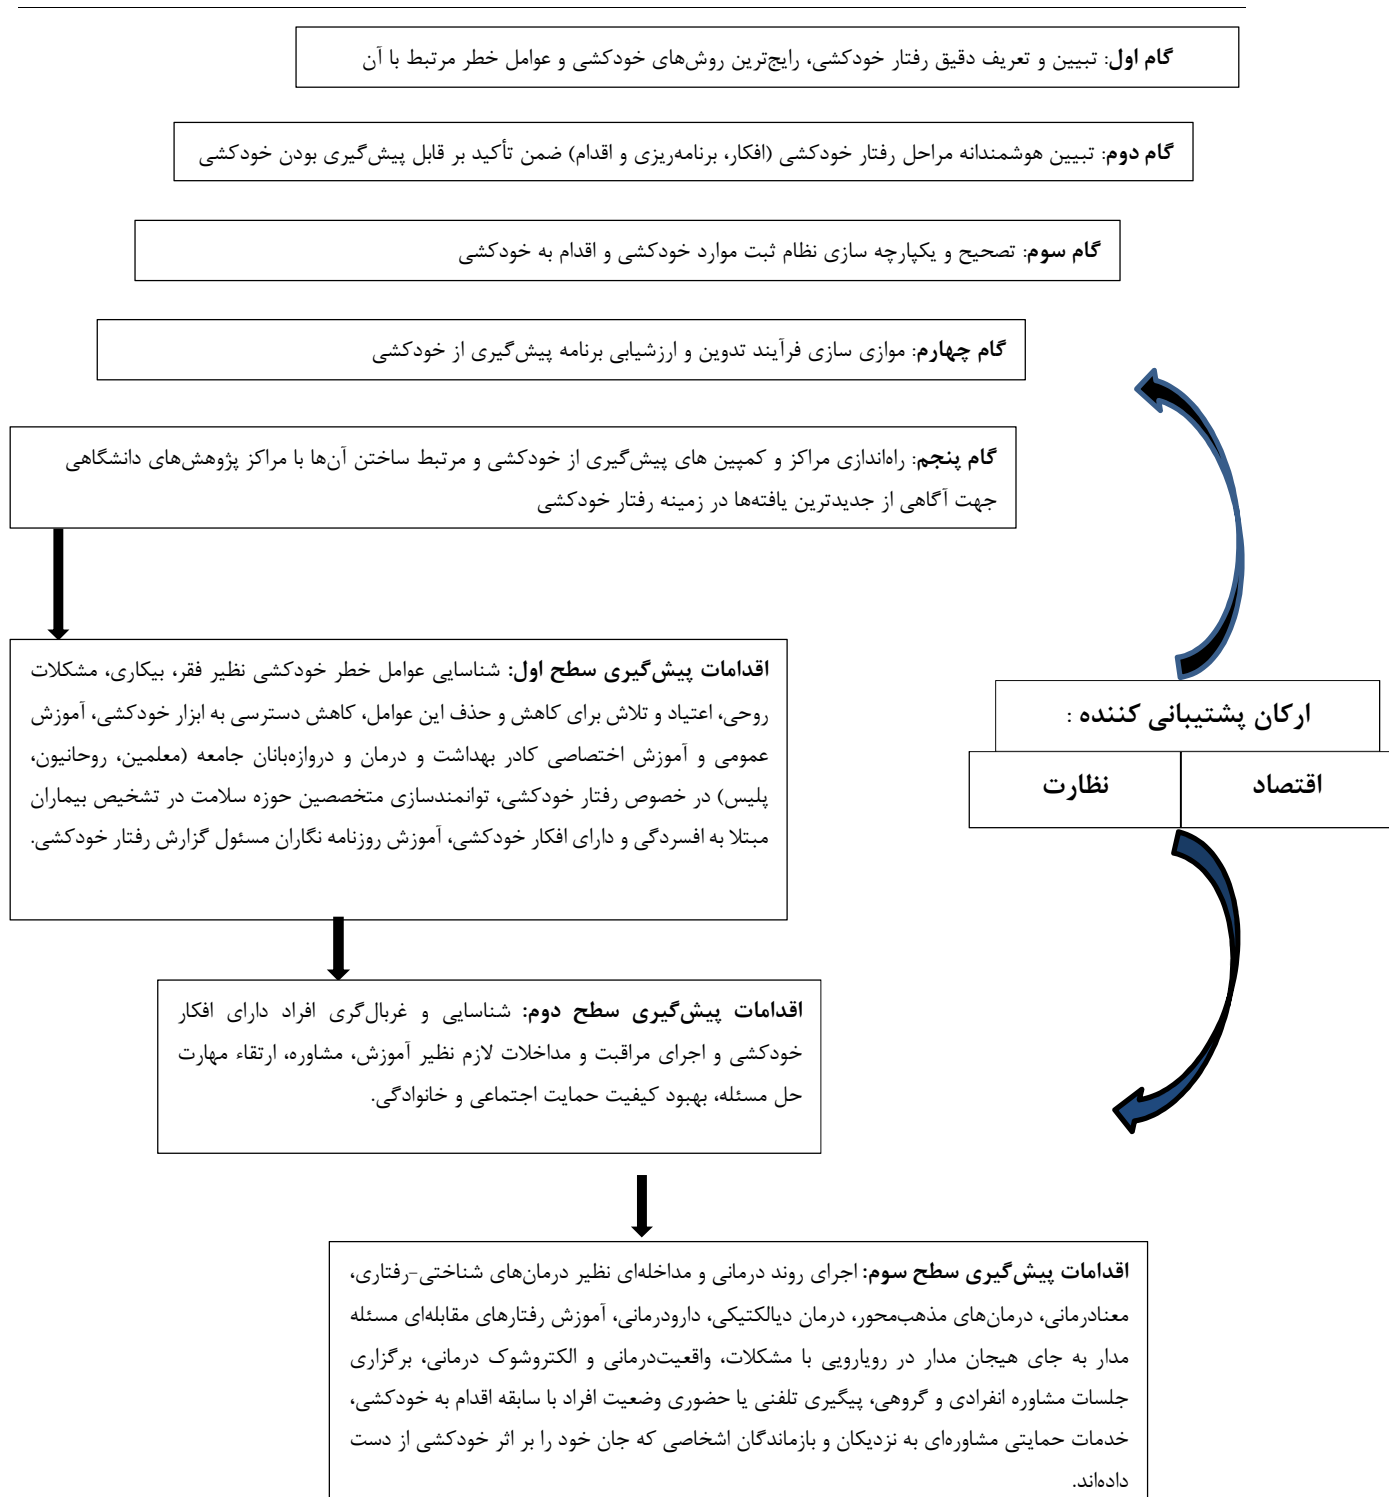 گام اول: تبیین و تعریف دقیق رفتار خودکشی، رایج‌ترین روش‌های خودکشی و عوامل خطر مرتبط با آن
گام دوم: تبیین هوشمندانه مراحل رفتار خودکشی (افکار، برنامه‌ریزی و اقدام) ضمن تأکید بر قابل پیش‌گیری بودن خودکشی
گام سوم: تصحیح و یکپارچه سازی نظام ثبت موارد خودکشی و اقدام به خودکشی
گام چهارم: موازی سازی فرآیند تدوین و ارزشیابی برنامه پیش‌گیری از خودکشی
گام پنجم: راه‌اندازی مراکز و کمپین های پیش‌گیری از خودکشی و مرتبط ساختن آن‌ها با مراکز پژوهش‌های دانشگاهی
جهت آگاهی از جدیدترین یافته‌ها در زمینه رفتار خودکشی
اقدامات پیش‌گیری سطح اول: شناسایی عوامل خطر خودکشی نظیر فقر، بیکاری، مشکلات
روحی، اعتیاد و تلاش برای کاهش و حذف این عوامل، کاهش دسترسی به ابزار خودکشی، آموزش
عمومی و آموزش اختصاصی کادر بهداشت و درمان و دروازه‌بانان جامعه (معلمین، روحانیون،
پلیس) در خصوص رفتار خودکشی، توانمندسازی متخصصین حوزه سلامت در تشخیص بیماران
مبتلا به افسردگی و دارای افکار خودکشی، آموزش روزنامه نگاران مسئول گزارش رفتار خودکشی.
ارکان پشتیبانی کننده :
اقتصاد
نظارت
اقدامات پیش‌گیری سطح دوم: شناسایی و غربال‌گری افراد دارای افکار
خودکشی و اجرای مراقبت و مداخلات لازم نظیر آموزش، مشاوره، ارتقاء مهارت
حل مسئله، بهبود کیفیت حمایت اجتماعی و خانوادگی.
اقدامات پیش‌گیری سطح سوم: اجرای روند درمانی و مداخله‌ای نظیر درمان‌های شناختی-رفتاری،
معنادرمانی، درمان‌های مذهب‌محور، درمان دیالکتیکی، دارودرمانی، آموزش رفتارهای مقابله‌ای مسئله
مدار به جای هیجان مدار در رویارویی با مشکلات، واقعیت‌درمانی و الکتروشوک درمانی، برگزاری
جلسات مشاوره انفرادی و گروهی، پیگیری تلفنی یا حضوری وضعیت افراد با سابقه اقدام به خودکشی،
خدمات حمایتی مشاوره‌ای به نزدیکان و بازماندگان اشخاصی که جان خود را بر اثر خودکشی از دست
داده‌اند.